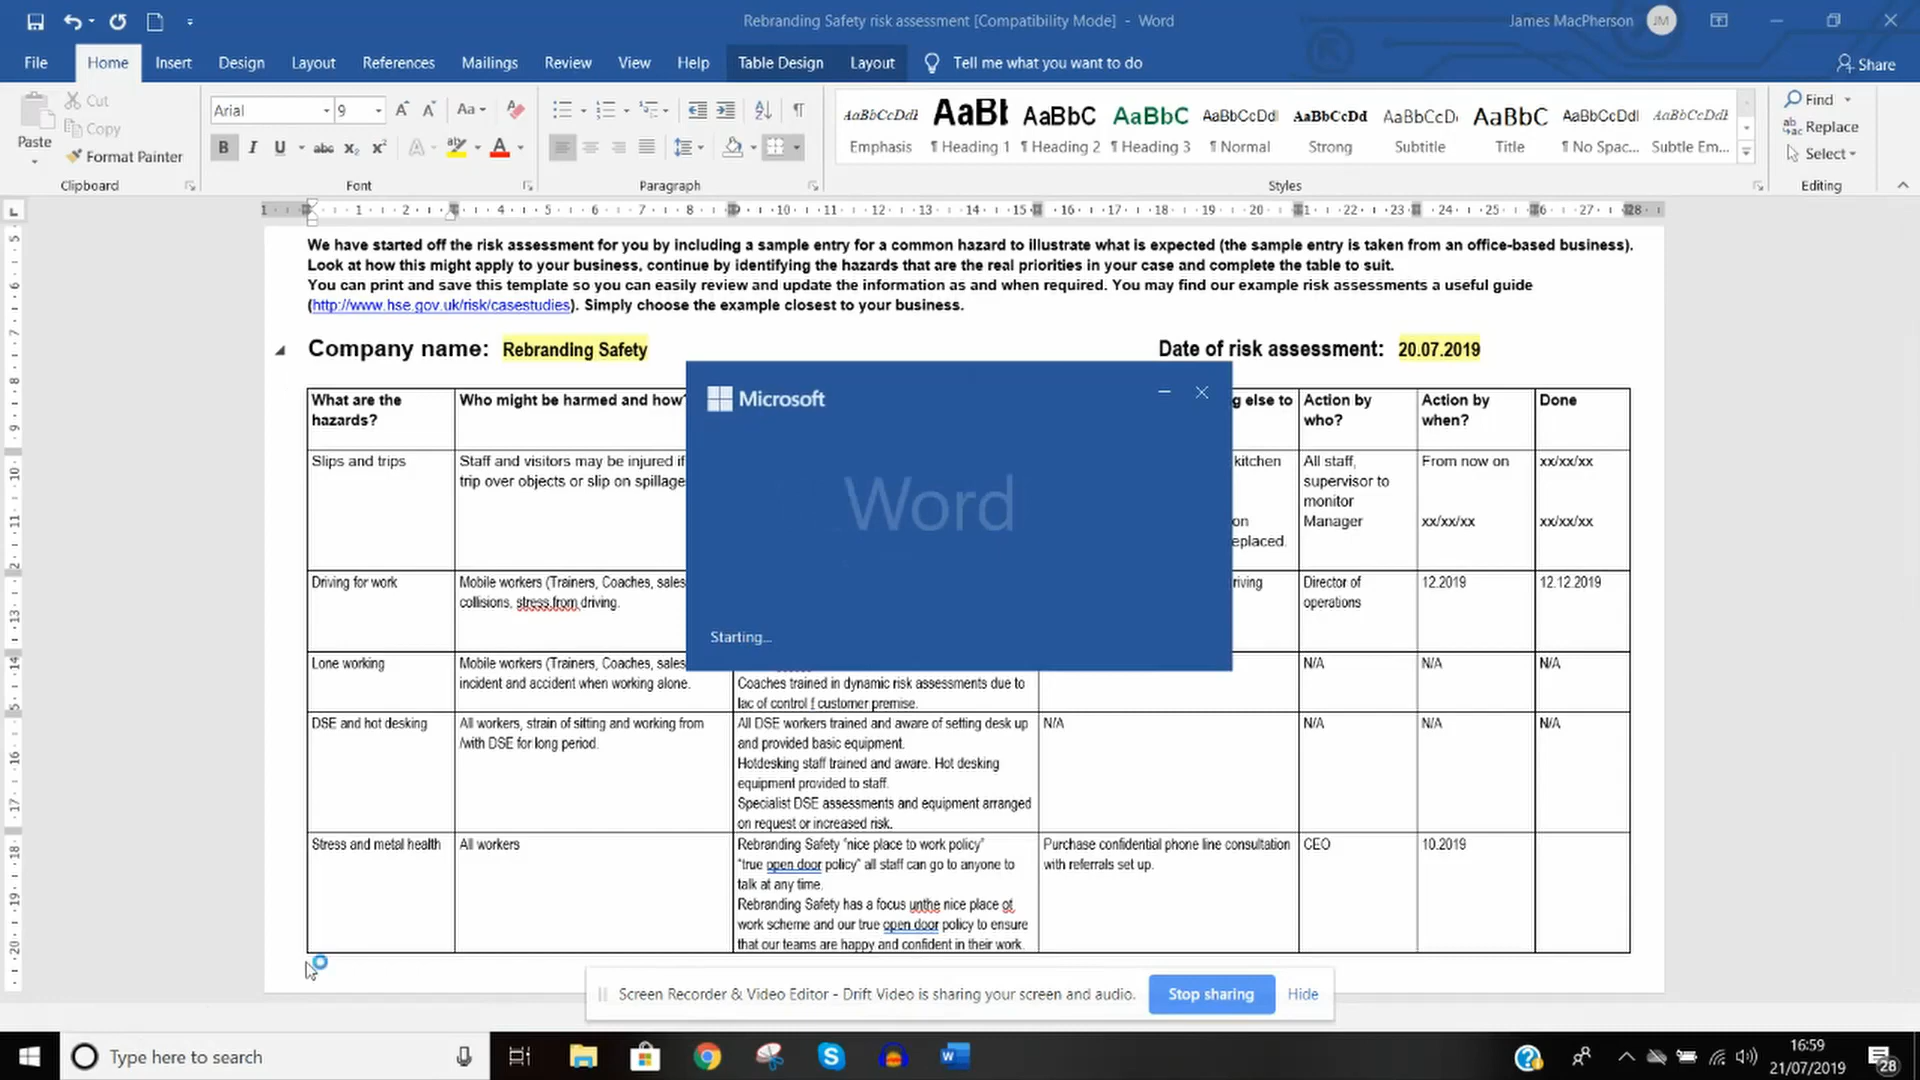 Rebranding Safety risk assessment [Compatibility Mode] - Word
James MacPherson JM
File Home Insert Design Layout References Mailings Review View Help Table Design Layout Tell me what you want to do Share
Paste
Cut
Copy
Format Painter
Clipboard
Arial 9
Font
Paragraph
AaBbCcDdI AaBI AaBbC AaBbC AaBbCcDdI AaBbCcDd AaBbCcDı AaBbC AaBbCcDdI AaBbCcDdI
Emphasis ¶ Heading 1 ¶ Heading 2 ¶ Heading 3 ¶ Normal Strong Subtitle Title ¶ No Spac... Subtle Em...
Styles
Find
Replace
Select
Editing
We have started off the risk assessment for you by including a sample entry for a common hazard to illustrate what is expected (the sample entry is taken from an office-based business).
Look at how this might apply to your business, continue by identifying the hazards that are the real priorities in your case and complete the table to suit.
You can print and save this template so you can easily review and update the information as and when required. You may find our example risk assessments a useful guide
(http://www.hse.gov.uk/risk/casestudies). Simply choose the example closest to your business.
Company name: Rebranding Safety
Date of risk assessment: 20.07.2019
What are the
hazards?
Who might be harmed and how?
g else to
Action by
who?
Action by
when?
Done
Slips and trips
Staff and visitors may be injured if
trip over objects or slip on spillage
kitchen
on
eplaced.
All staff,
supervisor to
monitor
Manager
From now on
xx/xx/xx
xx/xx/xx
xx/xx/xx
Driving for work
Mobile workers (Trainers, Coaches, sales
collisions, stress from driving.
riving
Director of
operations
12.2019
12.12.2019
Lone working
Mobile workers (Trainers, Coaches, sales
incident and accident when working alone.
Coaches trained in dynamic risk assessments due to
lac of control f customer premise.
N/A
N/A
N/A
DSE and hot desking
All workers, strain of sitting and working from
/with DSE for long period.
All DSE workers trained and aware of setting desk up
and provided basic equipment.
Hotdesking staff trained and aware. Hot desking
equipment provided to staff.
Specialist DSE assessments and equipment arranged
on request or increased risk.
N/A
N/A
N/A
N/A
Stress and metal health
All workers
Rebranding Safety "nice place to work policy"
"true open door policy" all staff can go to anyone to
talk at any time.
Rebranding Safety has a focus unthe nice place ot
work scheme and our true open door policy to ensure
that our teams are happy and confident in their work.
Purchase confidential phone line consultation
with referrals set up.
CEO
10.2019
Microsoft
Word
Starting...
Screen Recorder & Video Editor - Drift Video is sharing your screen and audio. Stop sharing Hide
Type here to search
16:59
21/07/2019
28